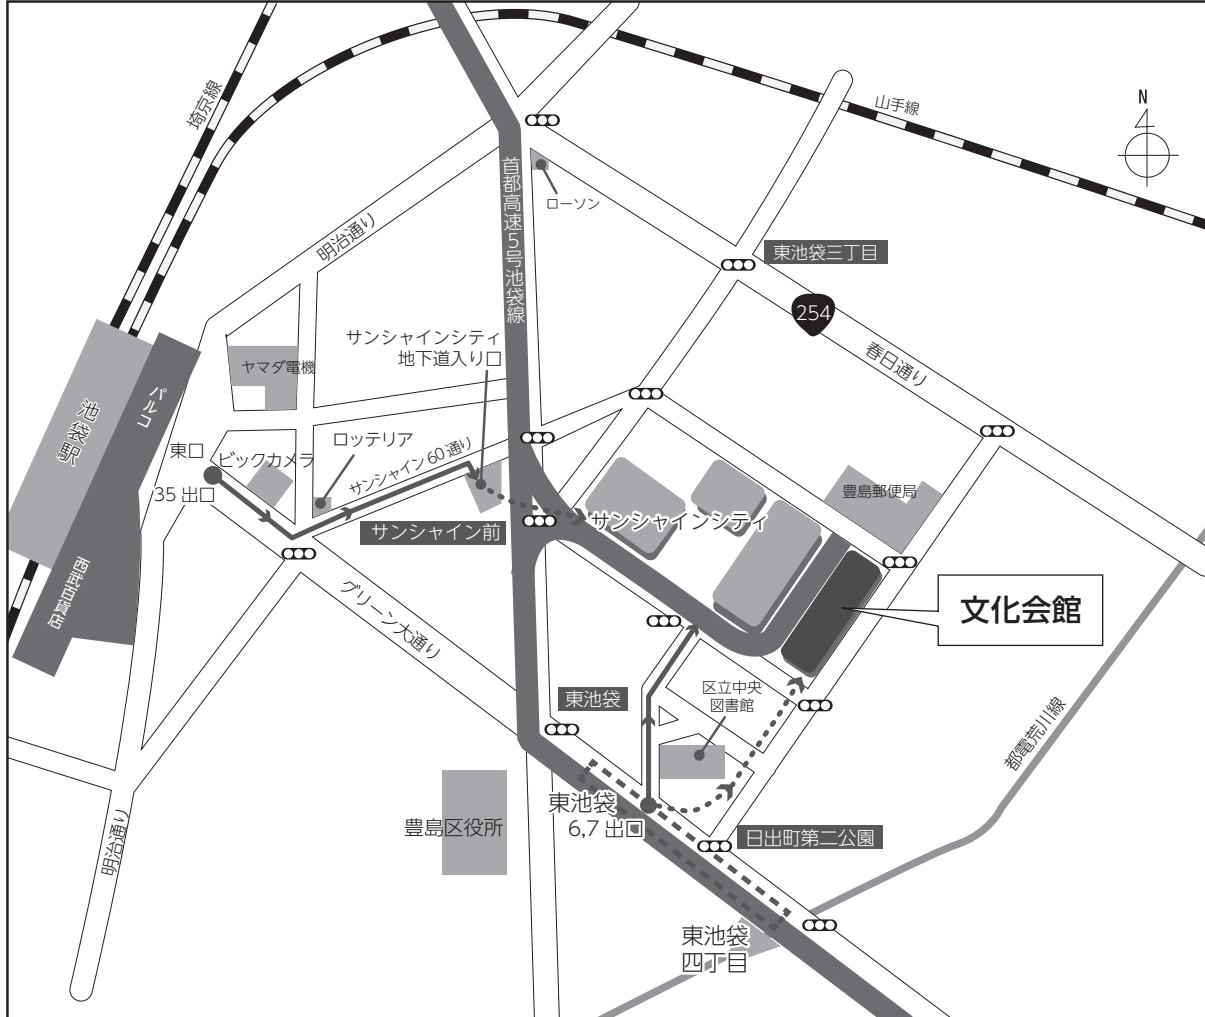 埼京線
山手線
N
首都高速5号池袋線
ローソン
明治通り
東池袋三丁目
254
春日通り
サンシャインシティ
地下道入り口
ヤマダ電機
パルコ
池袋駅
東口
ビックカメラ
ロッテリア
サンシャイン60通り
35出口
サンシャイン前
サンシャインシティ
豊島郵便局
西武百貨店
グリーン大通り
文化会館
東池袋
区立中央
図書館
都電荒川線
東池袋
6,7出口
豊島区役所
日出町第二公園
明治通り
東池袋
四丁目